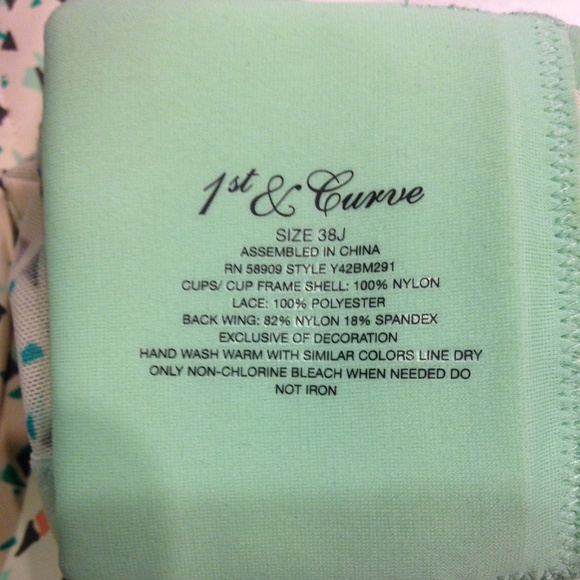 1st & Curve
SIZE 38J
ASSEMBLED IN CHINA
RN 58909 STYLE Y42BM291
CUPS/ CUP FRAME SHELL: 100% NYLON
LACE: 100% POLYESTER
BACK WING: 82% NYLON 18% SPANDEX
EXCLUSIVE OF DECORATION
HAND WASH WARM WITH SIMILAR COLORS LINE DRY
ONLY NON-CHLORINE BLEACH WHEN NEEDED DO
NOT IRON